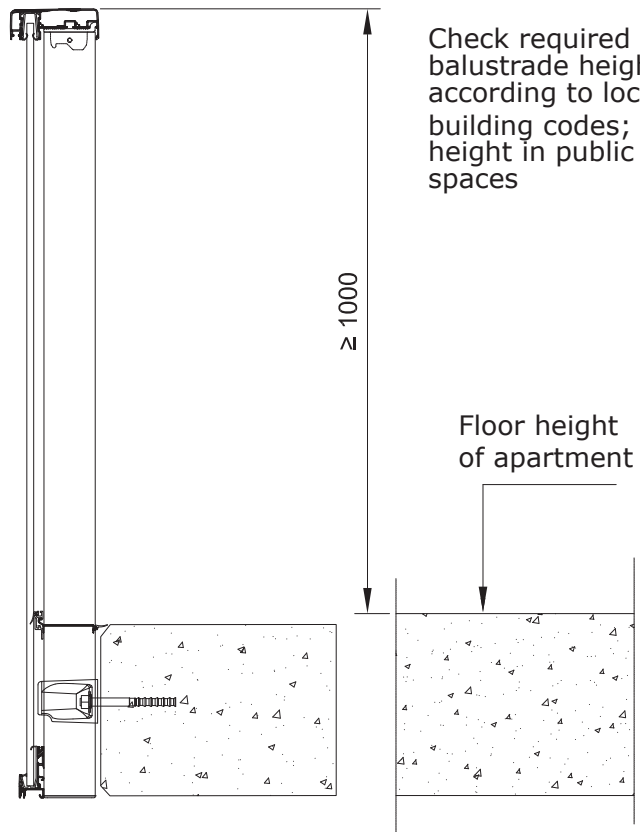 Check required
balustrade heigh
according to loc
building codes;
height in public
spaces
≥ 1000
Floor height
of apartment